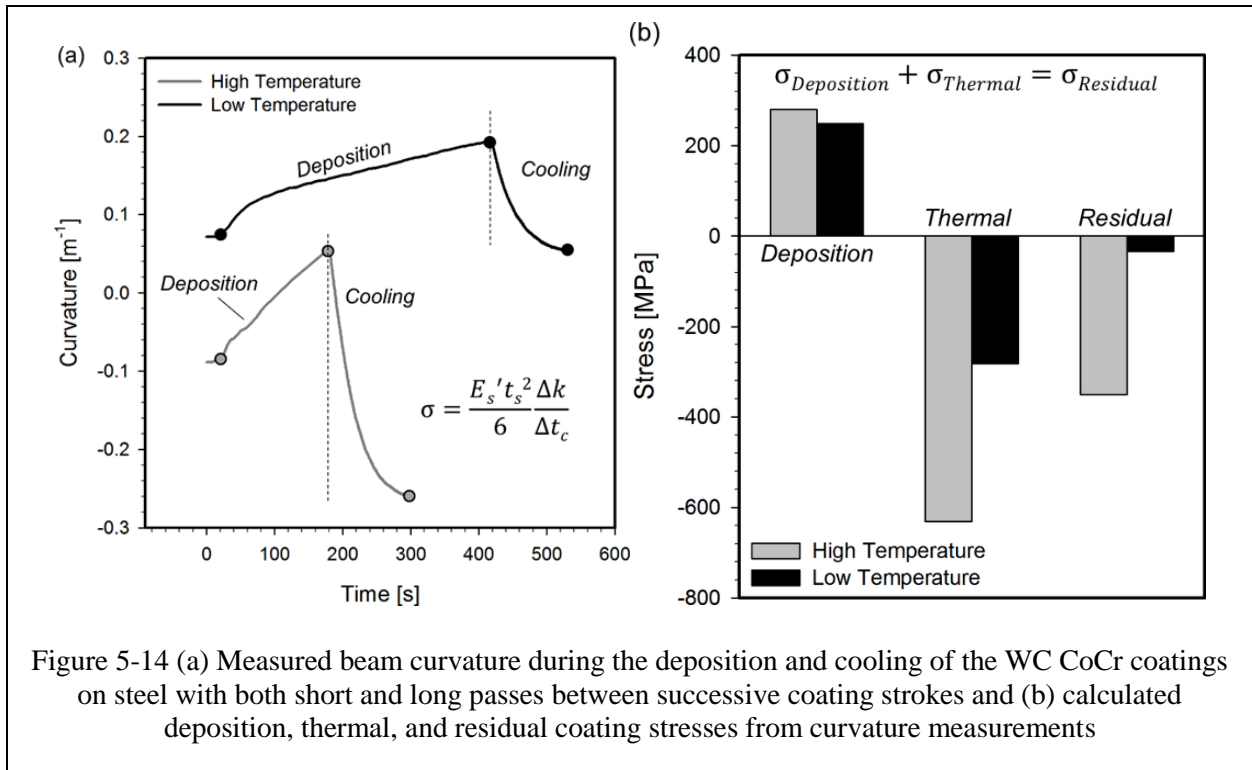 (a)
0.3
0.2
0.1
0.0
-0.1
-0.2
-0.3
Curvature [m⁻¹]
High Temperature
Low Temperature
Deposition
Cooling
Deposition
Cooling
σ = Eₛ′tₛ²/6 Δk/Δt_c
0 100 200 300 400 500 600
Time [s]
(b)
400
200
0
-200
-400
-600
-800
Stress [MPa]
σ_Deposition + σ_Thermal = σ_Residual
Thermal Residual
Deposition
High Temperature
Low Temperature
Figure 5-14 (a) Measured beam curvature during the deposition and cooling of the WC CoCr coatings
on steel with both short and long passes between successive coating strokes and (b) calculated
deposition, thermal, and residual coating stresses from curvature measurements